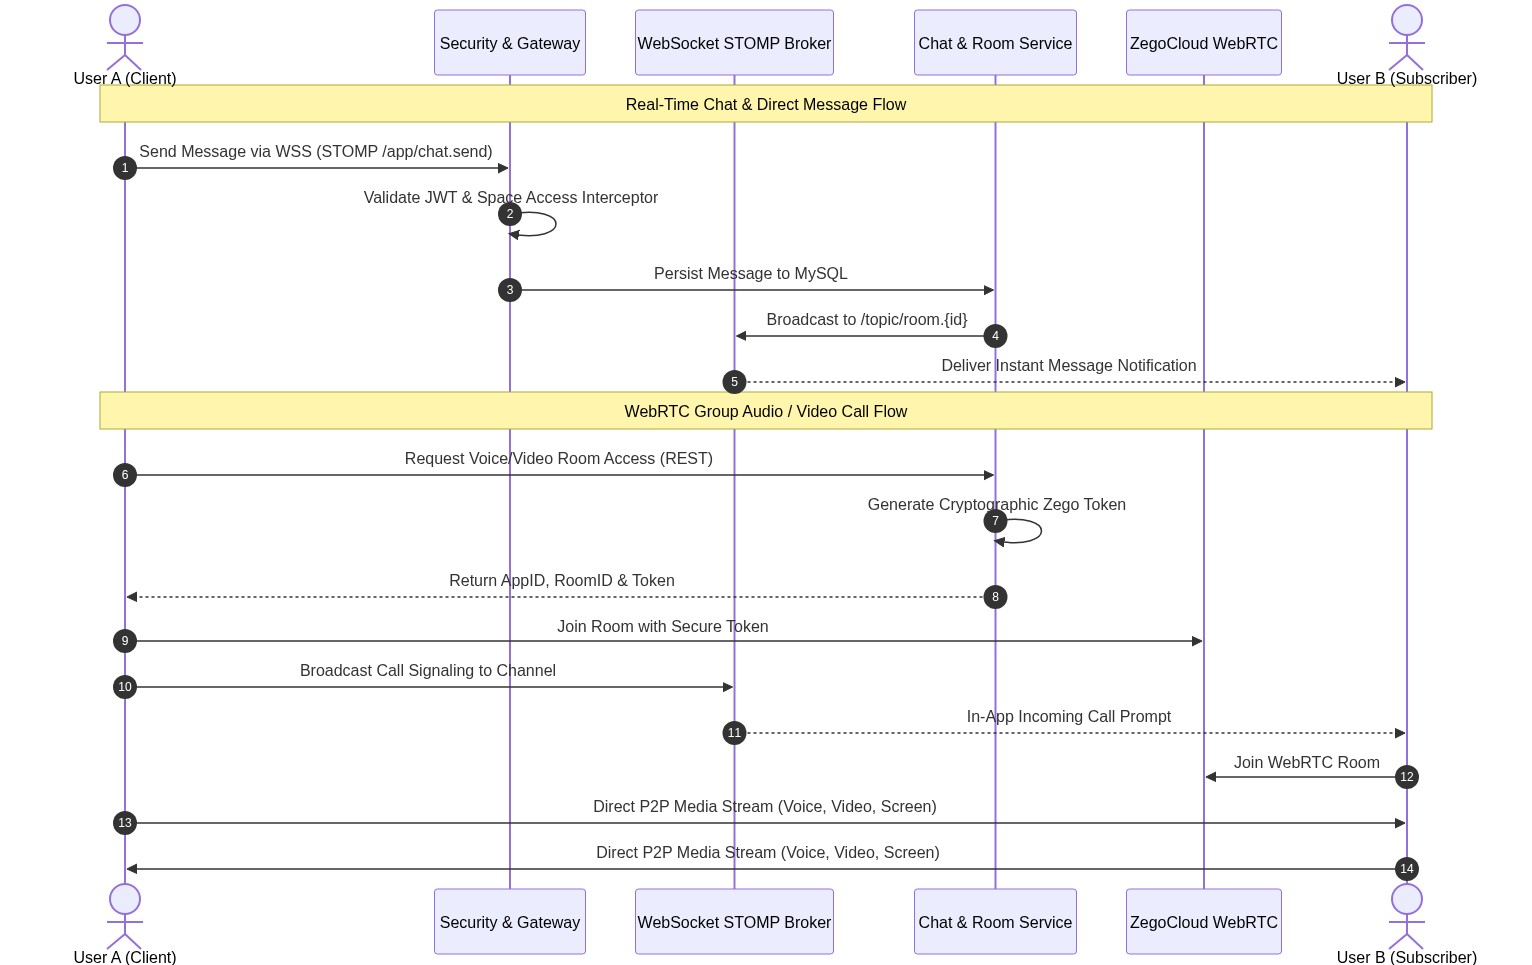 User A (Client)
Security & Gateway
WebSocket STOMP Broker
Chat & Room Service
ZegoCloud WebRTC
User B (Subscriber)
Real-Time Chat & Direct Message Flow
Send Message via WSS (STOMP /app/chat.send)
1
Validate JWT & Space Access Interceptor
2
Persist Message to MySQL
3
Broadcast to /topic/room.{id}
4
Deliver Instant Message Notification
5
WebRTC Group Audio / Video Call Flow
Request Voice/Video Room Access (REST)
6
Generate Cryptographic Zego Token
7
Return AppID, RoomID & Token
8
Join Room with Secure Token
9
Broadcast Call Signaling to Channel
10
In-App Incoming Call Prompt
11
Join WebRTC Room
12
Direct P2P Media Stream (Voice, Video, Screen)
13
Direct P2P Media Stream (Voice, Video, Screen)
14
User A (Client)
Security & Gateway
WebSocket STOMP Broker
Chat & Room Service
ZegoCloud WebRTC
User B (Subscriber)